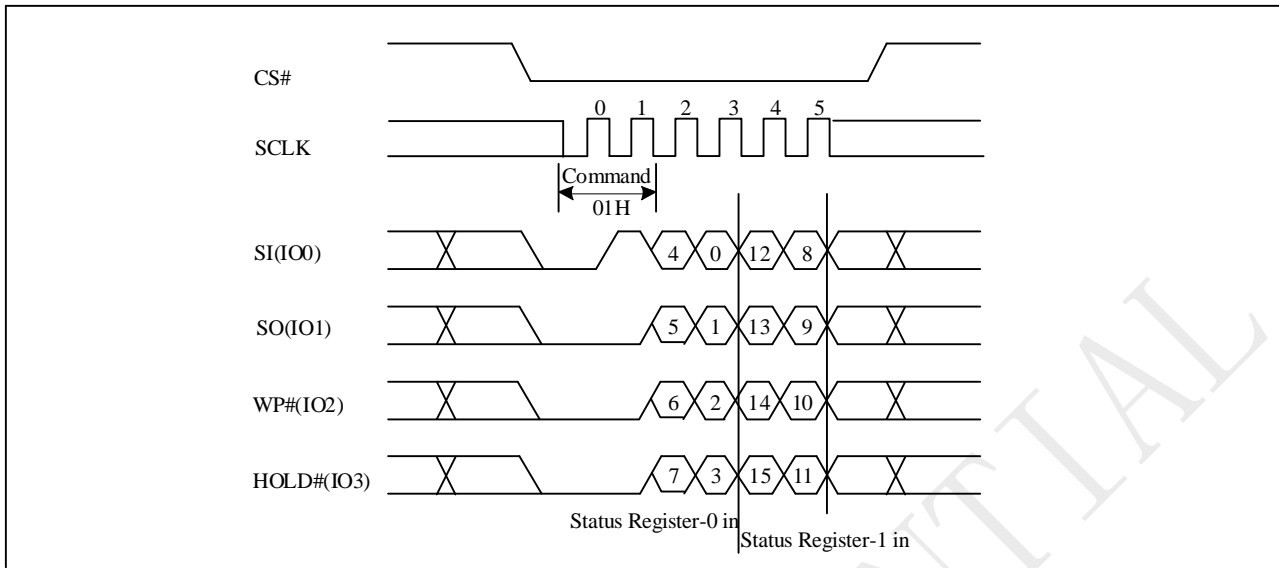 CS#
0 1 2 3 4 5
SCLK
Command
01H
SI(IO0)
4 0 12 8
SO(IO1)
5 1 13 9
WP#(IO2)
6 2 14 10
HOLD#(IO3)
7 3 15 11
Status Register-0 in
Status Register-1 in
NTIAL